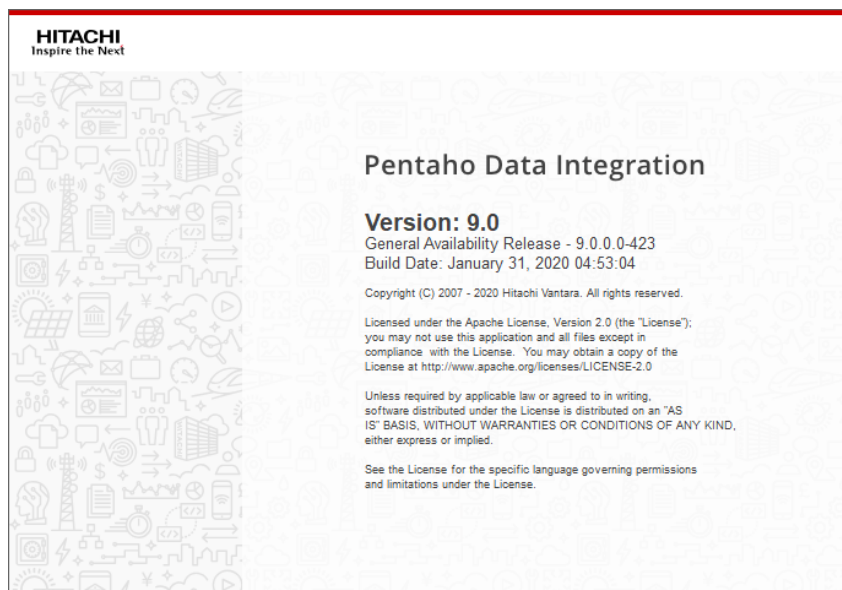 HITACHI
Inspire the Next
Pentaho Data Integration
Version: 9.0
General Availability Release - 9.0.0.0-423
Build Date: January 31, 2020 04:53:04
Copyright (C) 2007 - 2020 Hitachi Vantara. All rights reserved.
Licensed under the Apache License, Version 2.0 (the "License");
you may not use this application and all files except in
compliance  with the License.  You may obtain a copy of the
License at http://www.apache.org/licenses/LICENSE-2.0
Unless required by applicable law or agreed to in writing,
software distributed under the License is distributed on an "AS
IS" BASIS, WITHOUT WARRANTIES OR CONDITIONS OF ANY KIND,
either express or implied.
See the License for the specific language governing permissions
and limitations under the License.